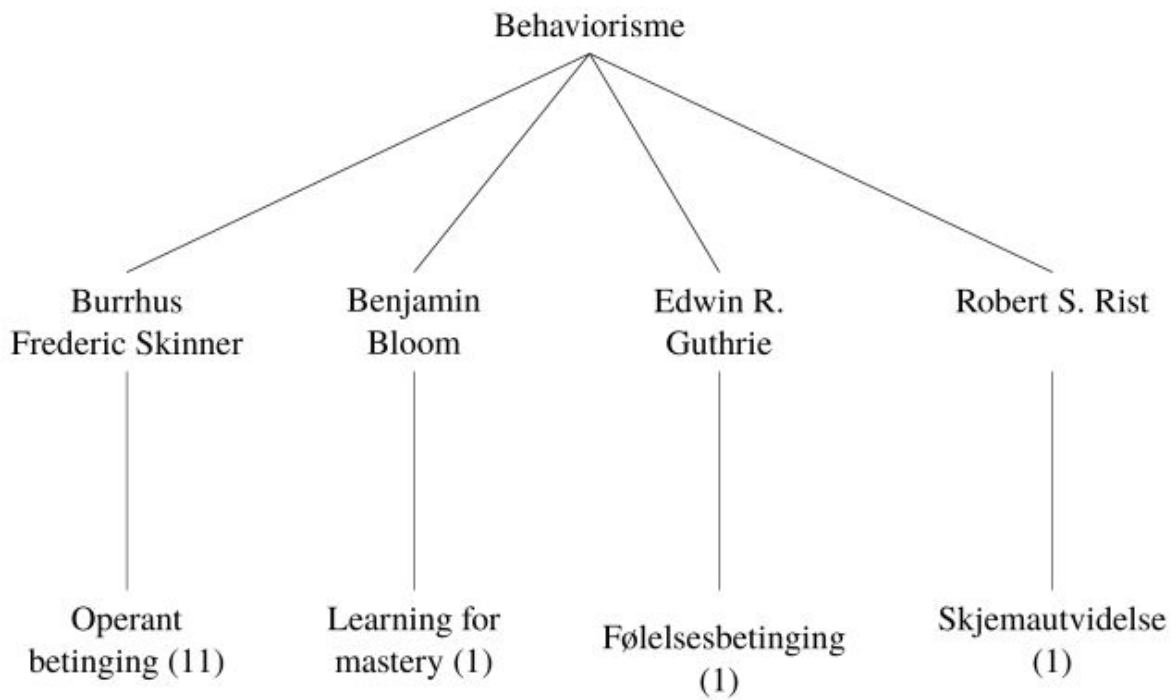 Behaviorisme
Burrhus
Frederic Skinner
Benjamin
Bloom
Edwin R.
Guthrie
Robert S. Rist
Operant
betinging (11)
Learning for
mastery (1)
Følelsesbetinging
(1)
Skjemautvidelse
(1)